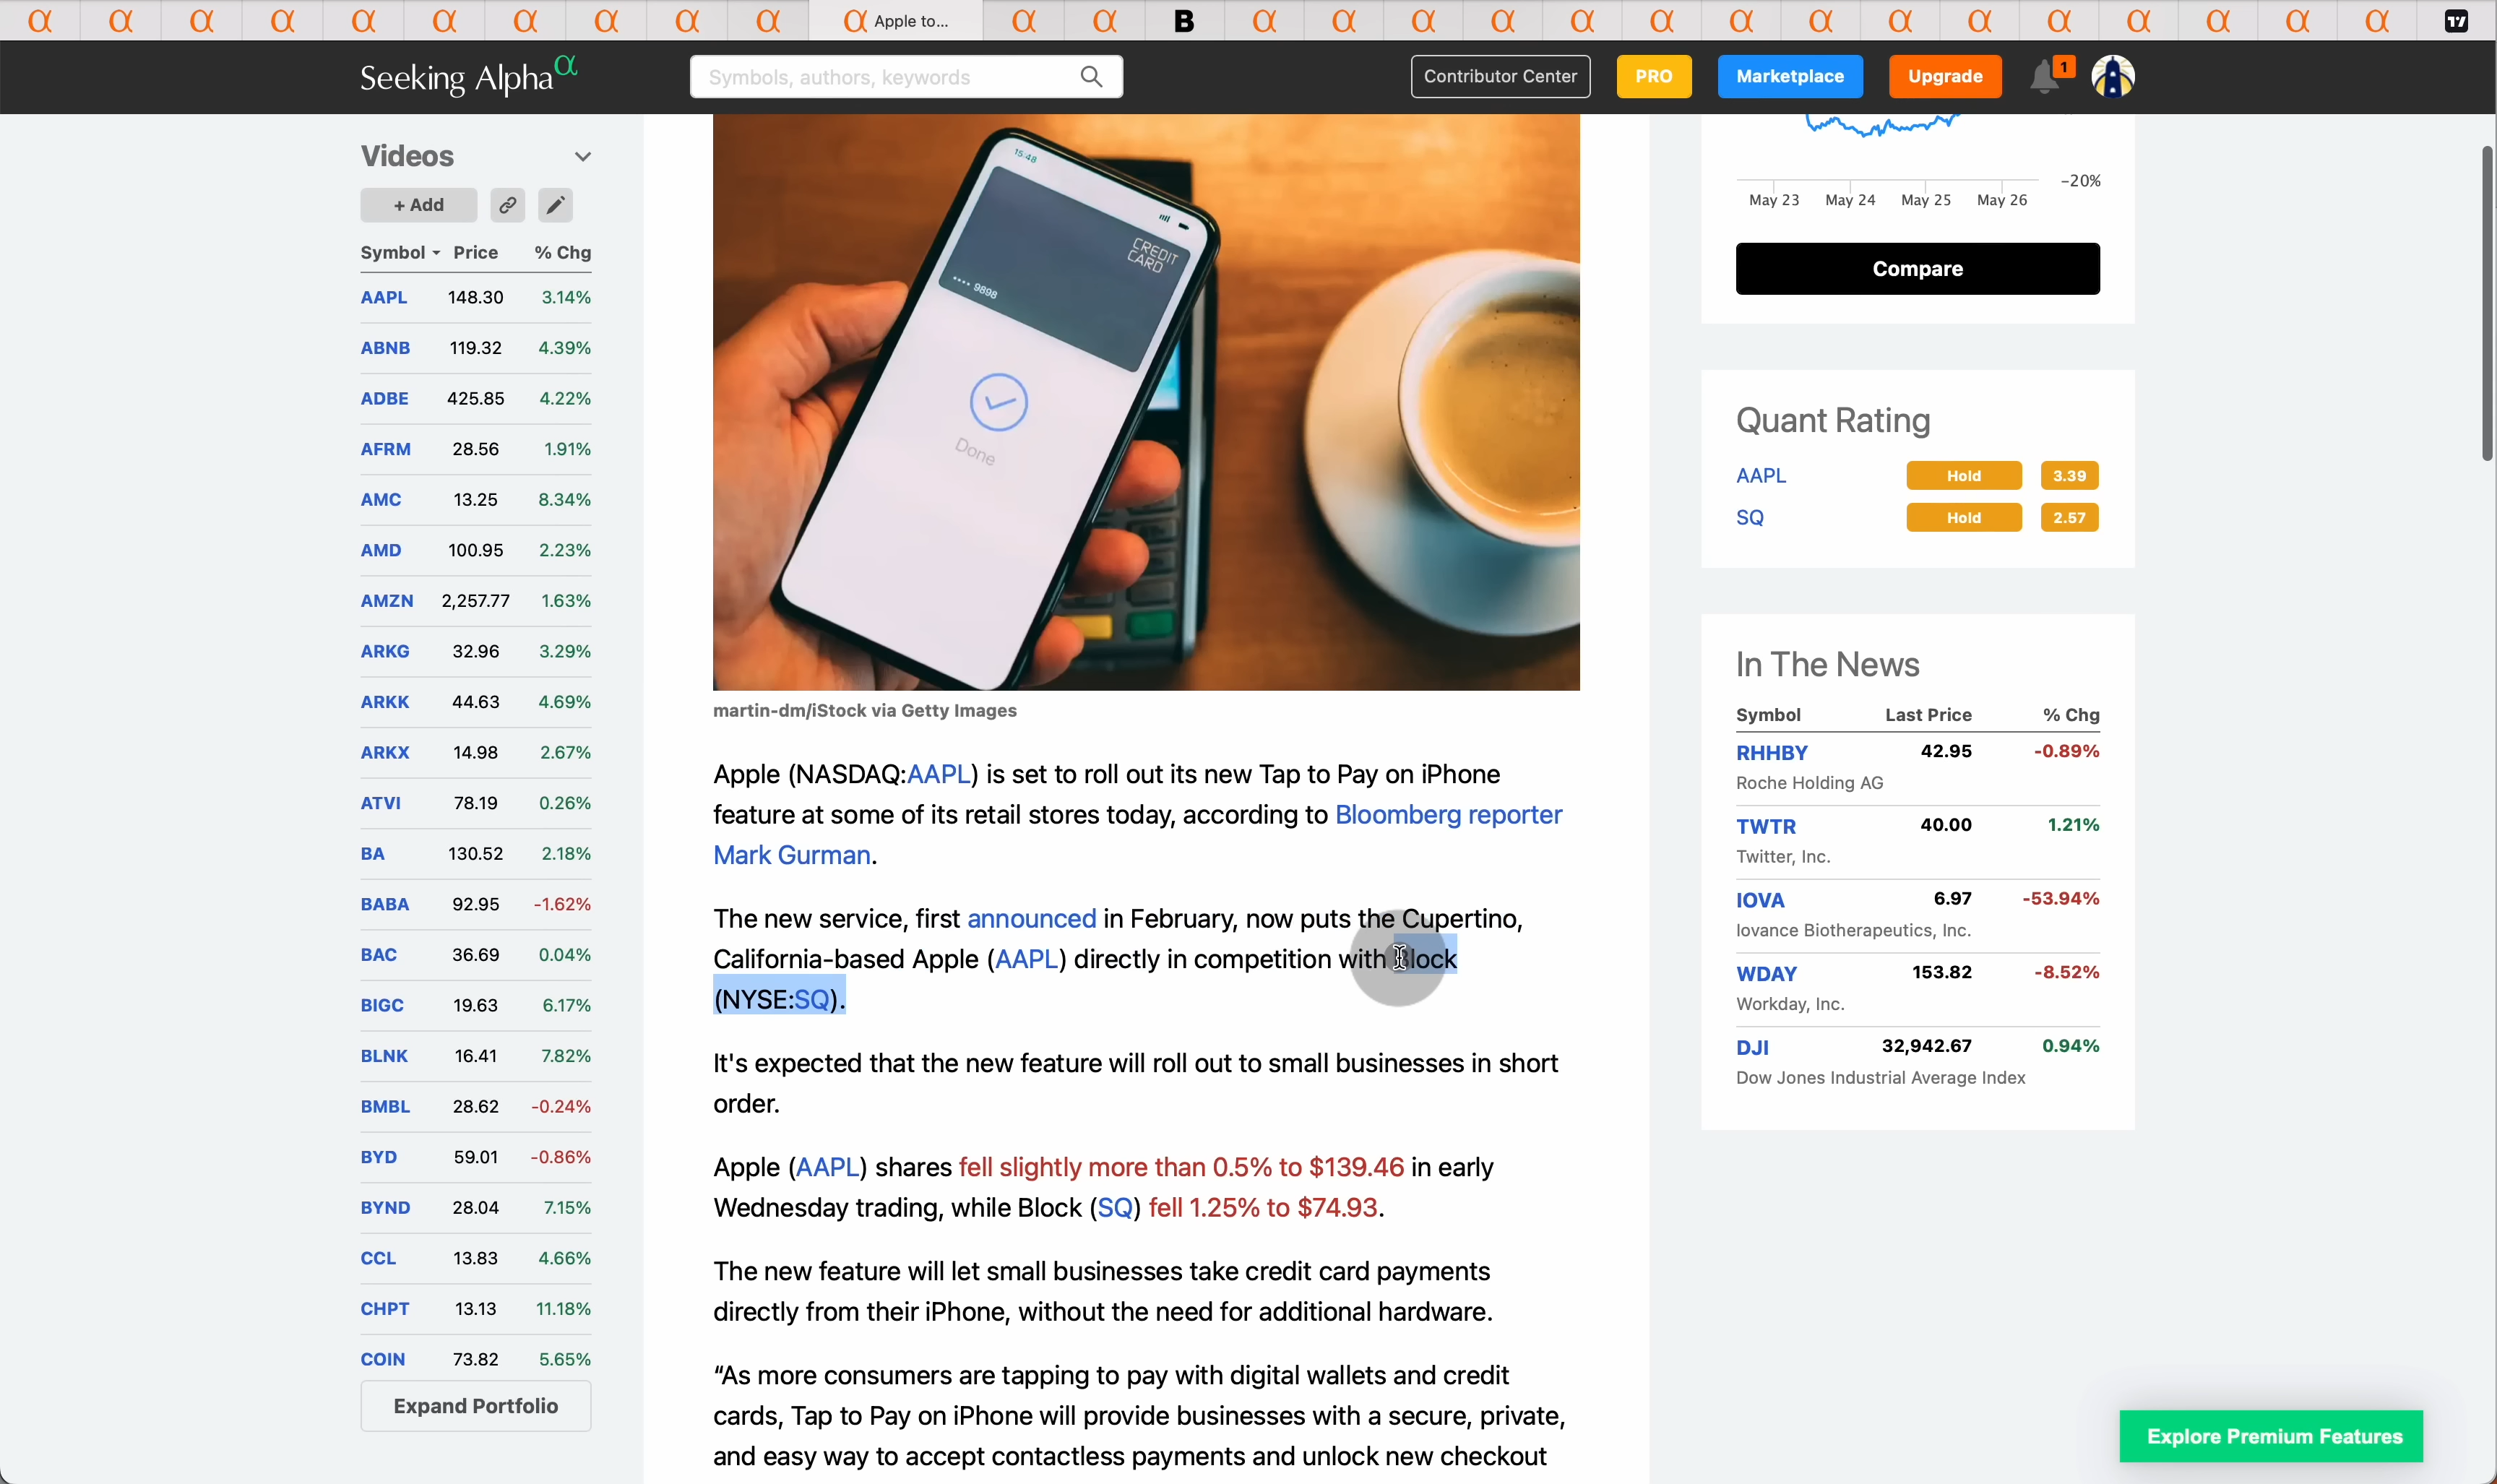 Apple to...
B
Seeking Alpha α
Symbols, authors, keywords
Contributor Center
PRO
Marketplace
Upgrade
1
Videos
+ Add
Symbol Price % Chg
AAPL 148.30 3.14%
ABNB 119.32 4.39%
ADBE 425.85 4.22%
AFRM 28.56 1.91%
AMC 13.25 8.34%
AMD 100.95 2.23%
AMZN 2,257.77 1.63%
ARKG 32.96 3.29%
ARKK 44.63 4.69%
ARKX 14.98 2.67%
ATVI 78.19 0.26%
BA 130.52 2.18%
BABA 92.95 -1.62%
BAC 36.69 0.04%
BIGC 19.63 6.17%
BLNK 16.41 7.82%
BMBL 28.62 -0.24%
BYD 59.01 -0.86%
BYND 28.04 7.15%
CCL 13.83 4.66%
CHPT 13.13 11.18%
COIN 73.82 5.65%
Expand Portfolio
15:48
CREDIT
CARD
•••• 9898
Done
martin-dm/iStock via Getty Images
Apple (NASDAQ:AAPL) is set to roll out its new Tap to Pay on iPhone
feature at some of its retail stores today, according to Bloomberg reporter
Mark Gurman.
The new service, first announced in February, now puts the Cupertino,
California-based Apple (AAPL) directly in competition with Block
(NYSE:SQ).
It's expected that the new feature will roll out to small businesses in short
order.
Apple (AAPL) shares fell slightly more than 0.5% to $139.46 in early
Wednesday trading, while Block (SQ) fell 1.25% to $74.93.
The new feature will let small businesses take credit card payments
directly from their iPhone, without the need for additional hardware.
“As more consumers are tapping to pay with digital wallets and credit
cards, Tap to Pay on iPhone will provide businesses with a secure, private,
and easy way to accept contactless payments and unlock new checkout
-20%
May 23 May 24 May 25 May 26
Compare
Quant Rating
AAPL Hold 3.39
SQ Hold 2.57
In The News
Symbol Last Price % Chg
RHHBY 42.95 -0.89%
Roche Holding AG
TWTR 40.00 1.21%
Twitter, Inc.
IOVA 6.97 -53.94%
Iovance Biotherapeutics, Inc.
WDAY 153.82 -8.52%
Workday, Inc.
DJI 32,942.67 0.94%
Dow Jones Industrial Average Index
Explore Premium Features